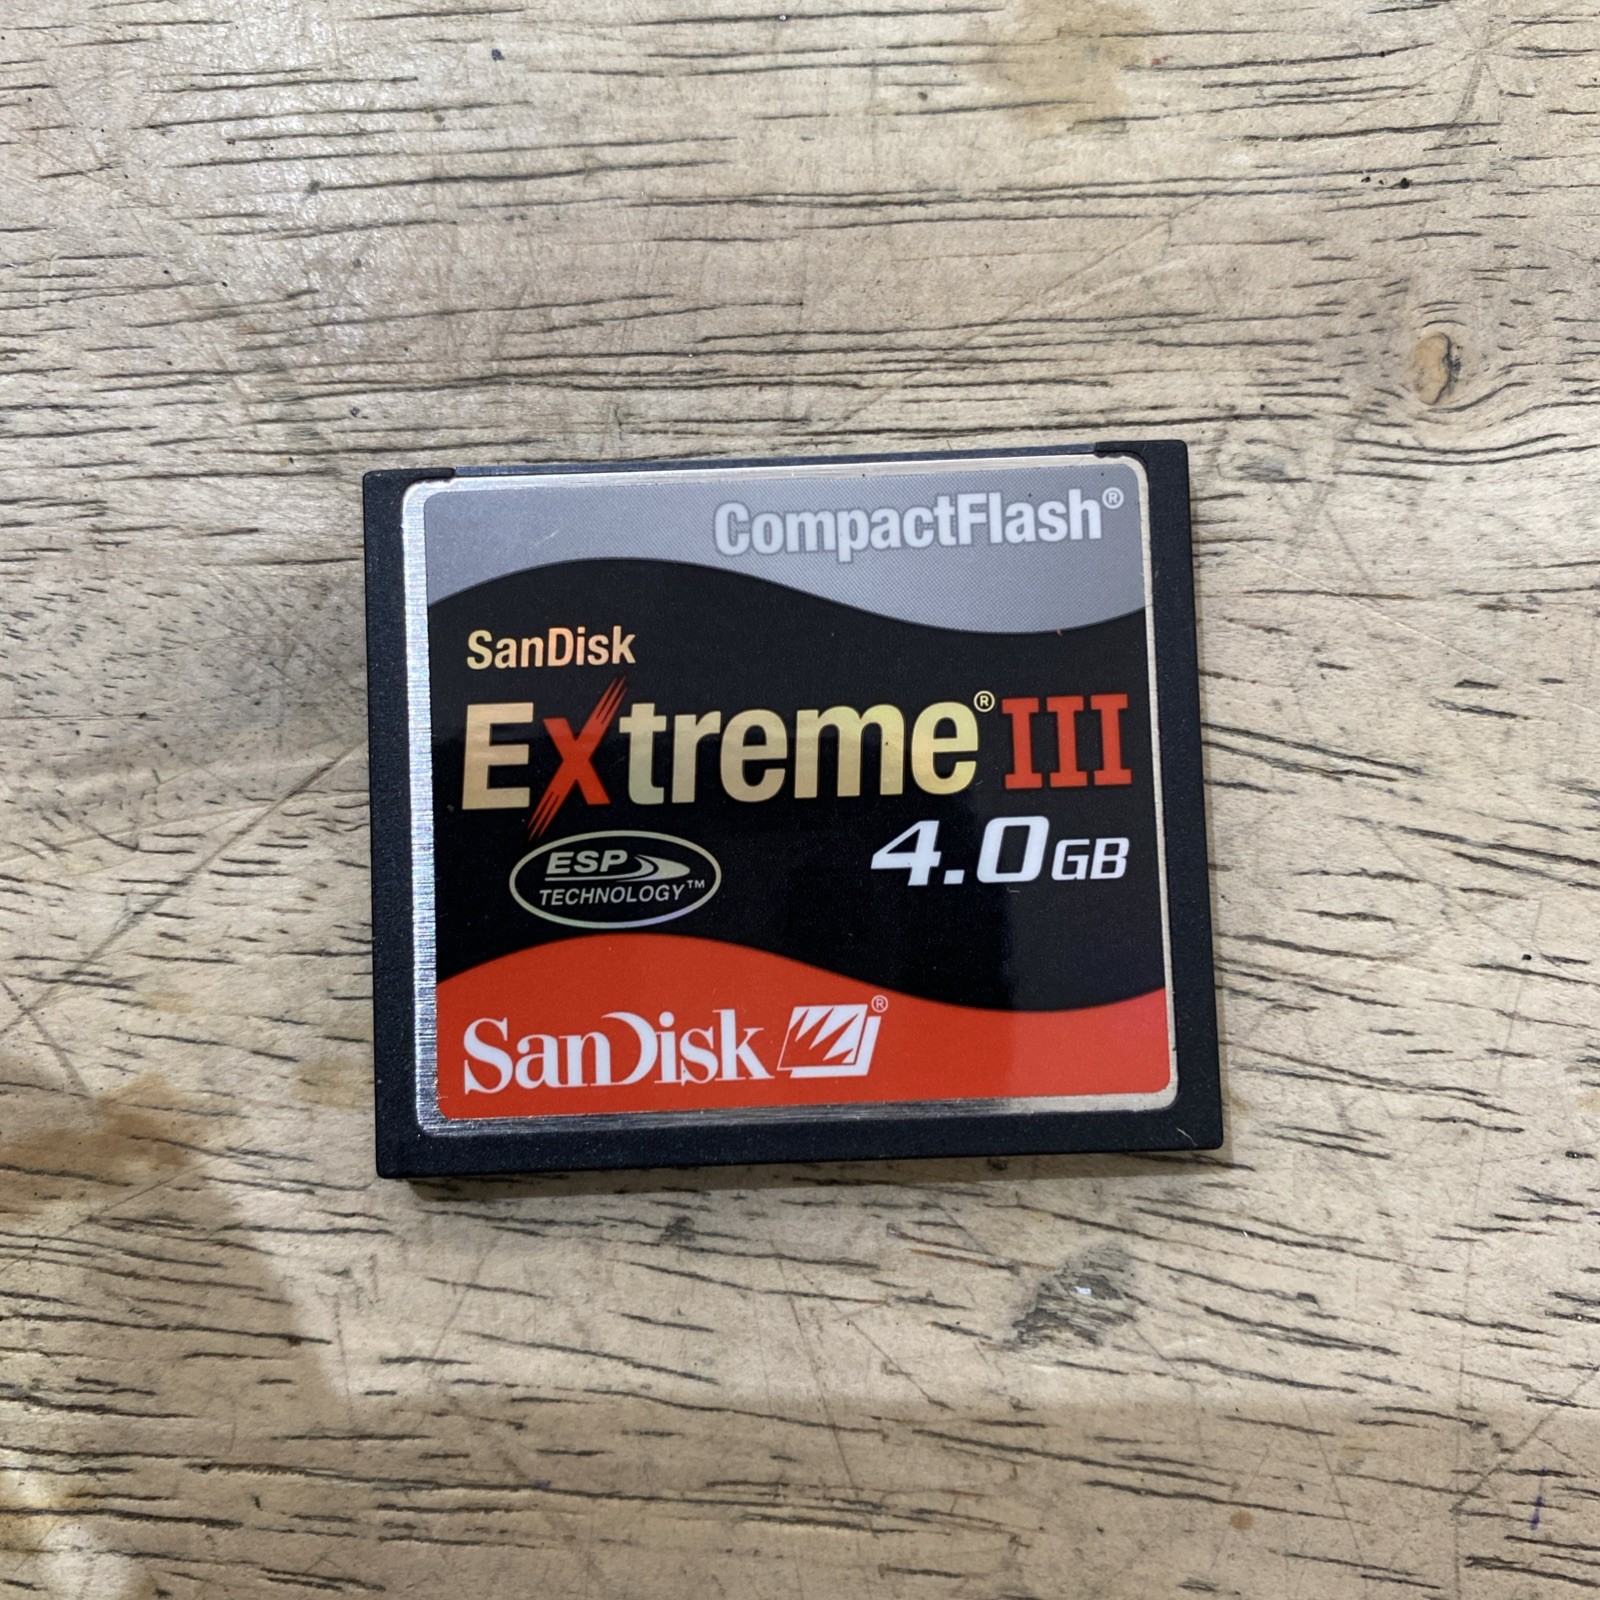 CompactFlash®
SanDisk
Extreme® III
4.0GB
ESP
TECHNOLOGY™
SanDisk®